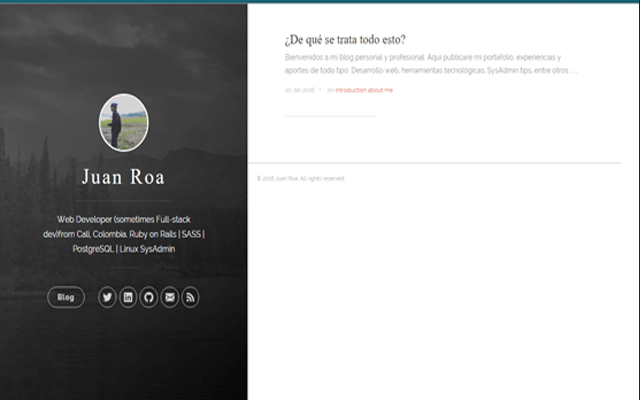 Juan Roa
Web Developer (sometimes Full-stack
dev)from Cali, Colombia. Ruby on Rails | SASS |
PostgreSQL | Linux SysAdmin
Blog
¿De qué se trata todo esto?
Bienvenidos a mi blog personal y profesional. Aqui publicare mi portafolio, experiencias y
aportes de todo tipo: Desarrollo web, herramientas tecnologicas, SysAdmin tips, entre otros. ...
Jan 2016 on introduction about me
© 2016 Juan Roa. All rights reserved.